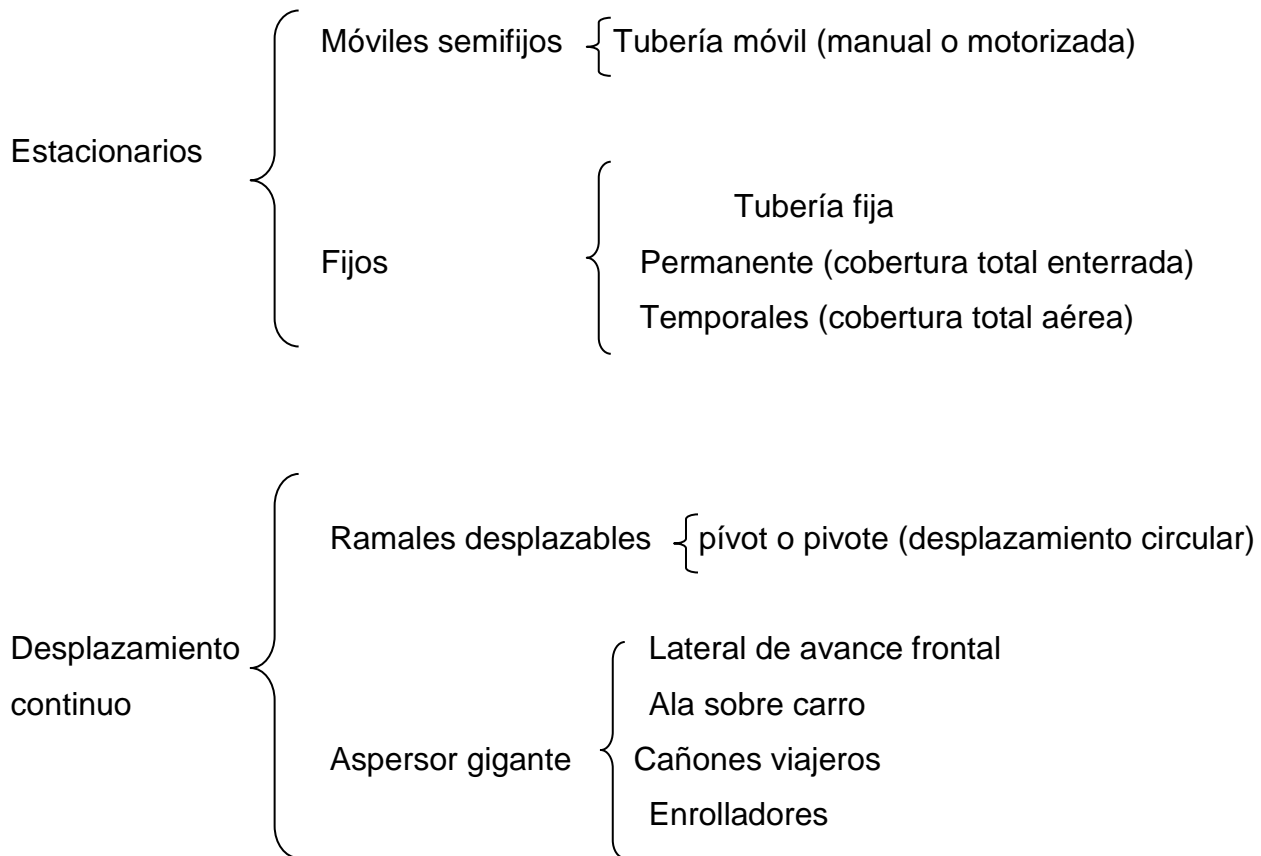 Móviles semifijos Tubería móvil (manual o motorizada)
Estacionarios
Tubería fija
Fijos Permanente (cobertura total enterrada)
Temporales (cobertura total aérea)
Ramales desplazables pívot o pivote (desplazamiento circular)
Desplazamiento Lateral de avance frontal
continuo Ala sobre carro
Aspersor gigante Cañones viajeros
Enrolladores